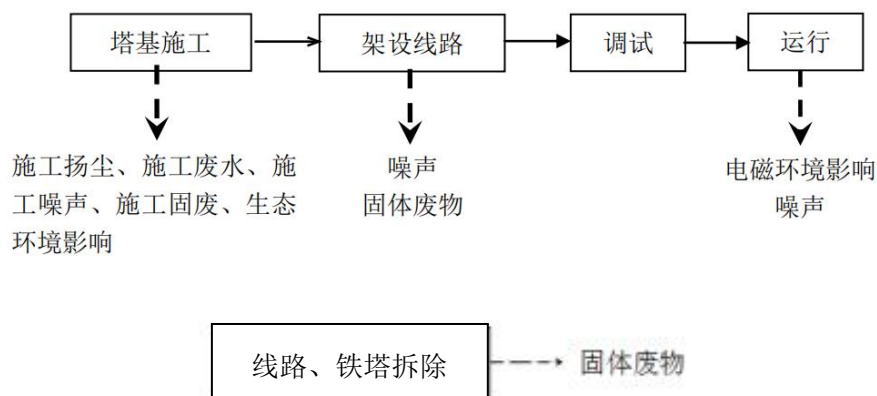 塔基施工
架设线路
调试
运行
施工扬尘、施工废水、施
工噪声、施工固废、生态
环境影响
噪声
固体废物
电磁环境影响
噪声
线路、铁塔拆除
固体废物